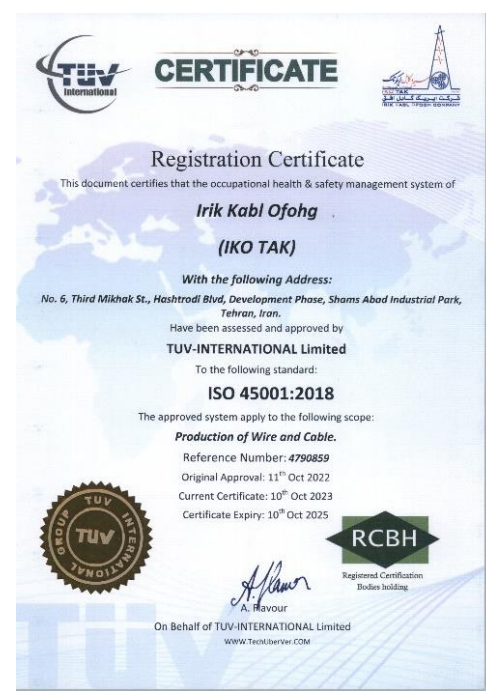 TÜV
International
CERTIFICATE
IKO TAK
Registration Certificate
This document certifies that the occupational health & safety management system of
Irik Kabl Ofohg
(IKO TAK)
With the following Address:
No. 6, Third Mikhak St., Hashtrodi Blvd, Development Phase, Shams Abad Industrial Park,
Tehran, Iran.
Have been assessed and approved by
TUV-INTERNATIONAL Limited
To the following standard:
ISO 45001:2018
The approved system apply to the following scope:
Production of Wire and Cable.
Reference Number: 4790859
Original Approval: 11th Oct 2022
Current Certificate: 10th Oct 2023
Certificate Expiry: 10th Oct 2025
TUV INTERNATIONAL GROUP
TUV
RCBH
Registered Certification
Bodies holding
A. Flavour
On Behalf of TUV-INTERNATIONAL Limited
WWW.TechUberVer.COM